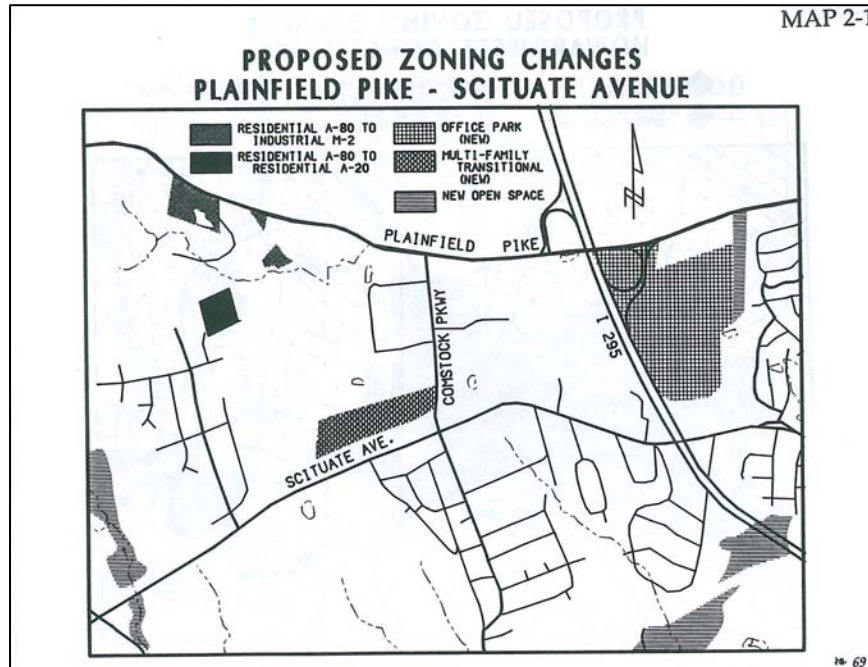 MAP 2-1
PROPOSED ZONING CHANGES
PLAINFIELD PIKE - SCITUATE AVENUE
RESIDENTIAL A-80 TO
INDUSTRIAL M-2
RESIDENTIAL A-80 TO
RESIDENTIAL A-20
OFFICE PARK
(NEW)
MULTI-FAMILY
TRANSITIONAL
(NEW)
NEW OPEN SPACE
N
PLAINFIELD PIKE
COMSTOCK PKWY
I 295
SCITUATE AVE.
69